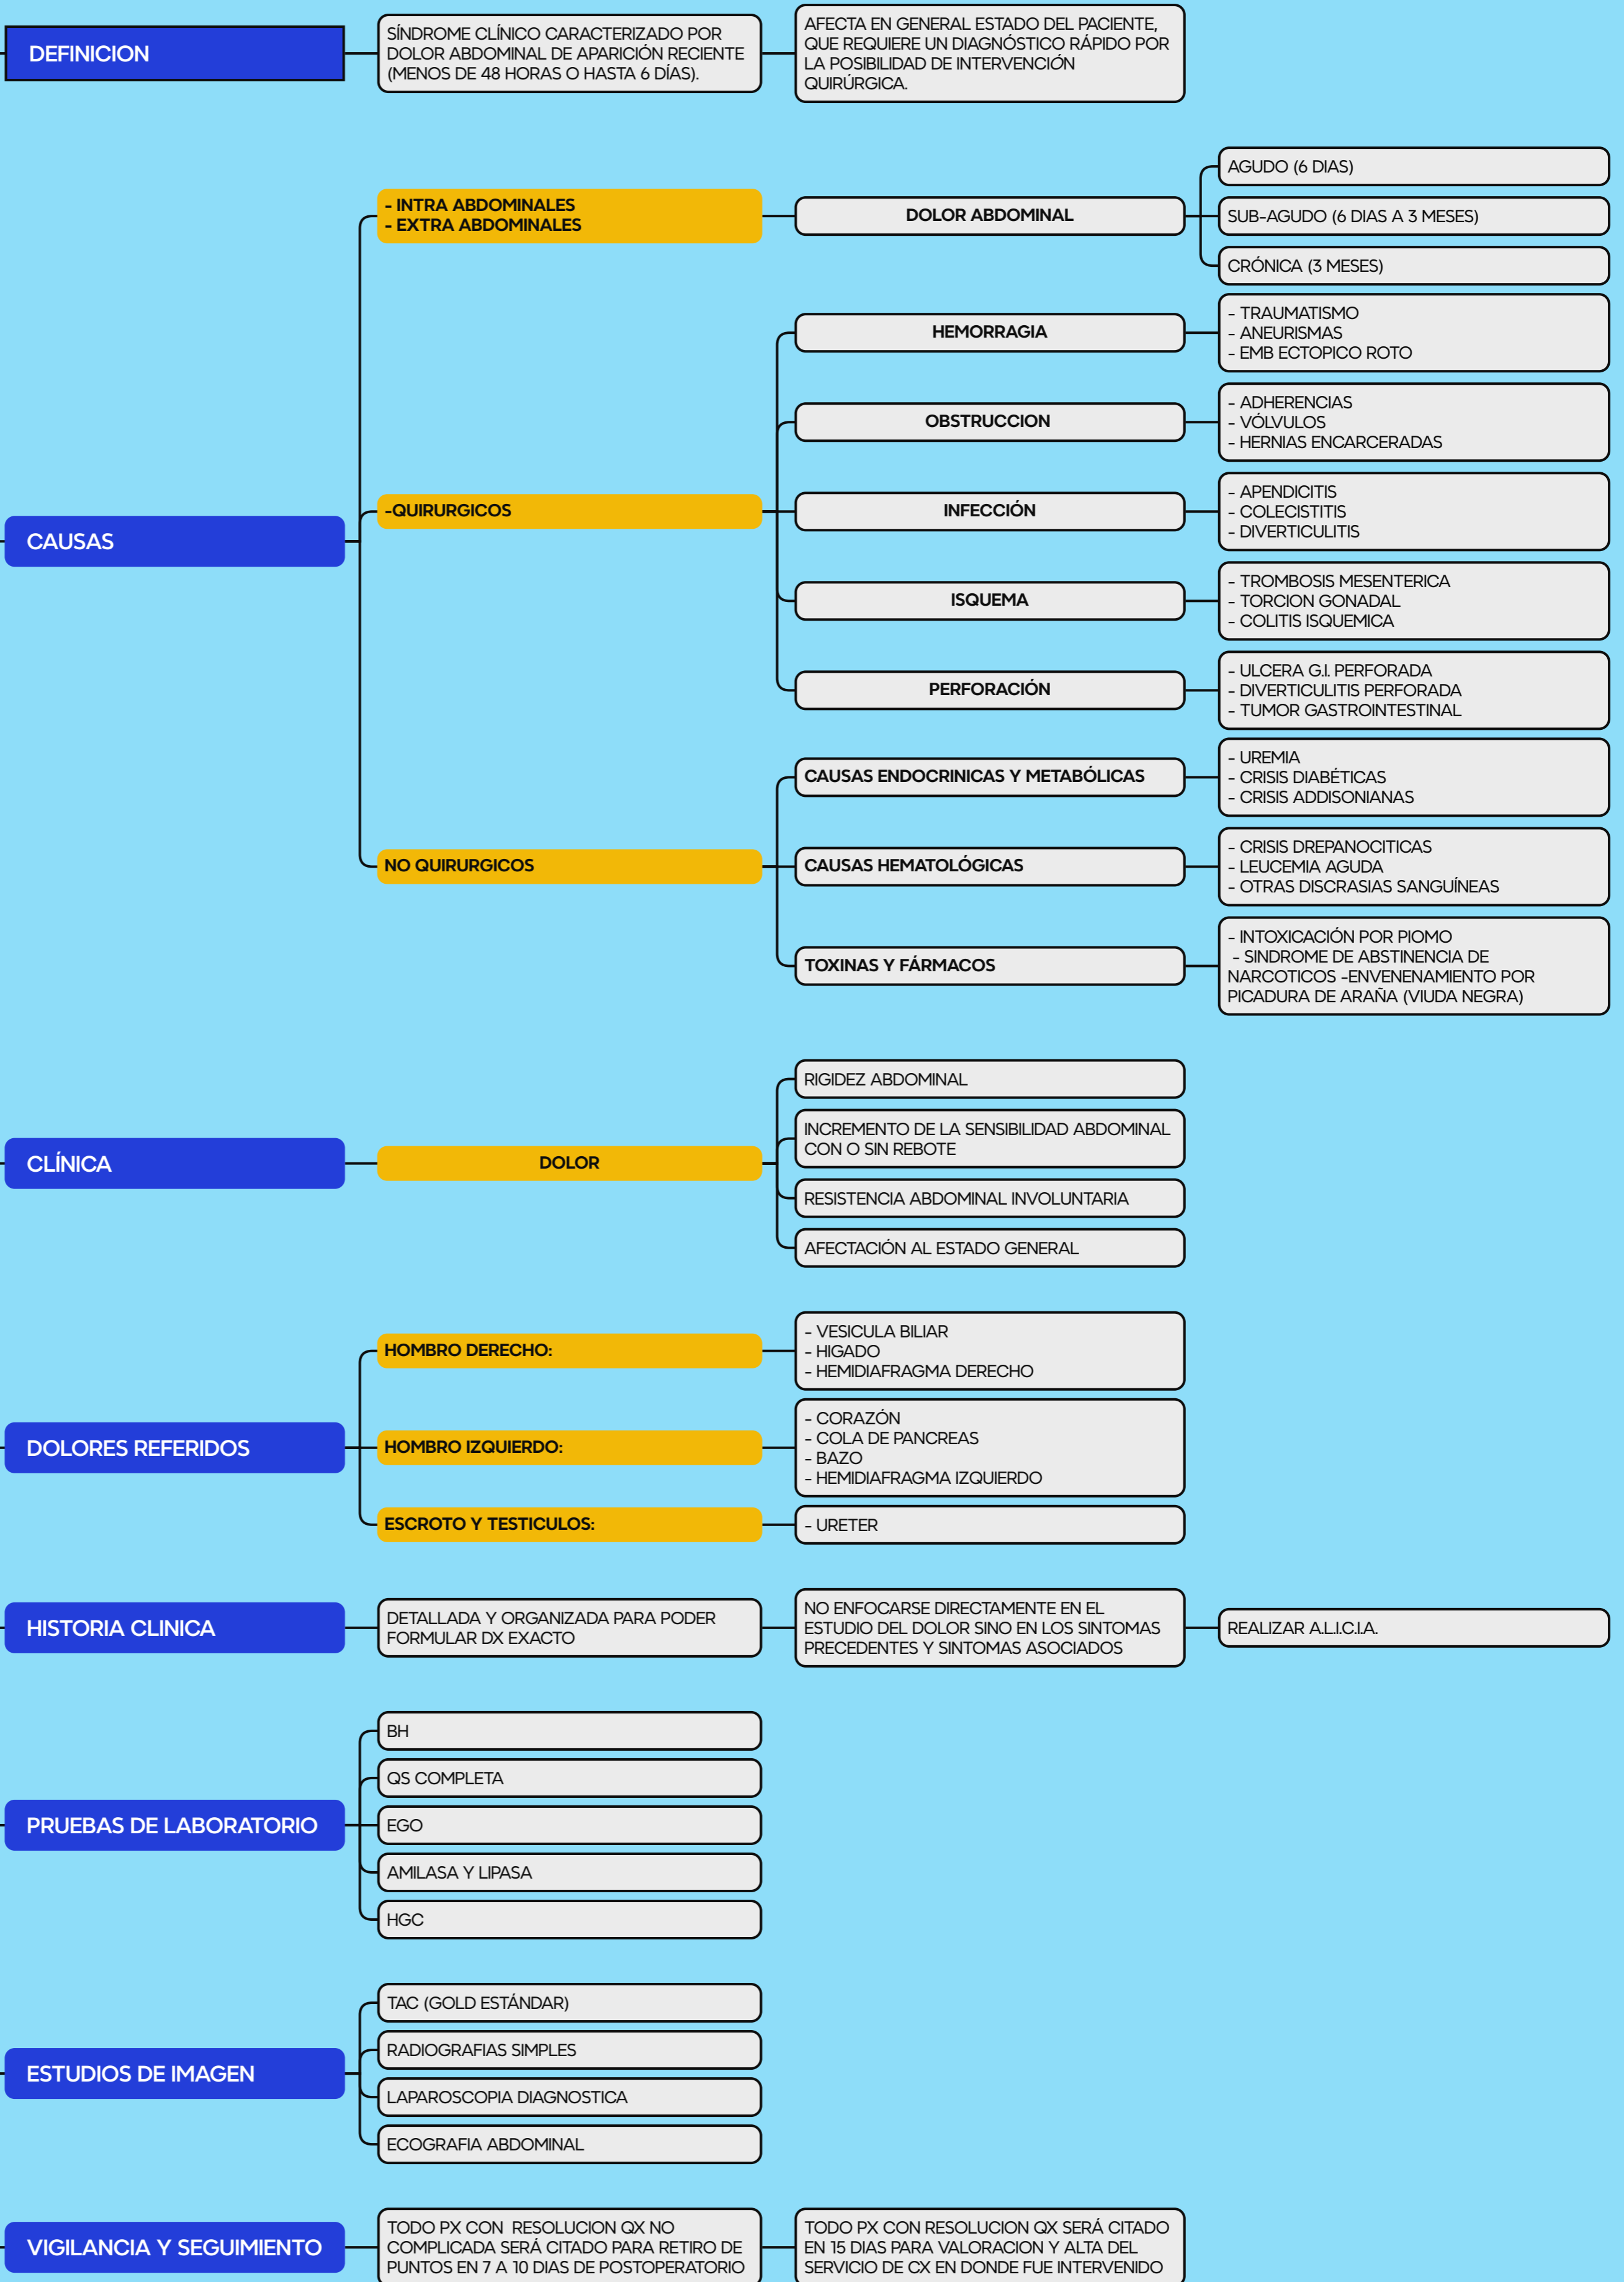 DEFINICION
SÍNDROME CLÍNICO CARACTERIZADO POR
DOLOR ABDOMINAL DE APARICIÓN RECIENTE
(MENOS DE 48 HORAS O HASTA 6 DÍAS).
AFECTA EN GENERAL ESTADO DEL PACIENTE,
QUE REQUIERE UN DIAGNÓSTICO RÁPIDO POR
LA POSIBILIDAD DE INTERVENCIÓN
QUIRÚRGICA.
CAUSAS
- INTRA ABDOMINALES
- EXTRA ABDOMINALES
DOLOR ABDOMINAL
AGUDO (6 DIAS)
SUB-AGUDO (6 DIAS A 3 MESES)
CRÓNICA (3 MESES)
-QUIRURGICOS
HEMORRAGIA
- TRAUMATISMO
- ANEURISMAS
- EMB ECTOPICO ROTO
OBSTRUCCION
- ADHERENCIAS
- VÓLVULOS
- HERNIAS ENCARCERADAS
INFECCIÓN
- APENDICITIS
- COLECISTITIS
- DIVERTICULITIS
ISQUEMA
- TROMBOSIS MESENTERICA
- TORCION GONADAL
- COLITIS ISQUEMICA
PERFORACIÓN
- ULCERA G.I. PERFORADA
- DIVERTICULITIS PERFORADA
- TUMOR GASTROINTESTINAL
NO QUIRURGICOS
CAUSAS ENDOCRINICAS Y METABÓLICAS
- UREMIA
- CRISIS DIABÉTICAS
- CRISIS ADDISONIANAS
CAUSAS HEMATOLÓGICAS
- CRISIS DREPANOCITICAS
- LEUCEMIA AGUDA
- OTRAS DISCRASIAS SANGUÍNEAS
TOXINAS Y FÁRMACOS
- INTOXICACIÓN POR PIOMO
- SINDROME DE ABSTINENCIA DE
NARCOTICOS -ENVENENAMIENTO POR
PICADURA DE ARAÑA (VIUDA NEGRA)
CLÍNICA
DOLOR
RIGIDEZ ABDOMINAL
INCREMENTO DE LA SENSIBILIDAD ABDOMINAL
CON O SIN REBOTE
RESISTENCIA ABDOMINAL INVOLUNTARIA
AFECTACIÓN AL ESTADO GENERAL
DOLORES REFERIDOS
HOMBRO DERECHO:
- VESICULA BILIAR
- HIGADO
- HEMIDIAFRAGMA DERECHO
HOMBRO IZQUIERDO:
- CORAZÓN
- COLA DE PANCREAS
- BAZO
- HEMIDIAFRAGMA IZQUIERDO
ESCROTO Y TESTICULOS:
- URETER
HISTORIA CLINICA
DETALLADA Y ORGANIZADA PARA PODER
FORMULAR DX EXACTO
NO ENFOCARSE DIRECTAMENTE EN EL
ESTUDIO DEL DOLOR SINO EN LOS SINTOMAS
PRECEDENTES Y SINTOMAS ASOCIADOS
REALIZAR A.L.I.C.I.A.
PRUEBAS DE LABORATORIO
BH
QS COMPLETA
EGO
AMILASA Y LIPASA
HGC
ESTUDIOS DE IMAGEN
TAC (GOLD ESTÁNDAR)
RADIOGRAFIAS SIMPLES
LAPAROSCOPIA DIAGNOSTICA
ECOGRAFIA ABDOMINAL
VIGILANCIA Y SEGUIMIENTO
TODO PX CON RESOLUCION QX NO
COMPLICADA SERÁ CITADO PARA RETIRO DE
PUNTOS EN 7 A 10 DIAS DE POSTOPERATORIO
TODO PX CON RESOLUCION QX SERÁ CITADO
EN 15 DIAS PARA VALORACION Y ALTA DEL
SERVICIO DE CX EN DONDE FUE INTERVENIDO